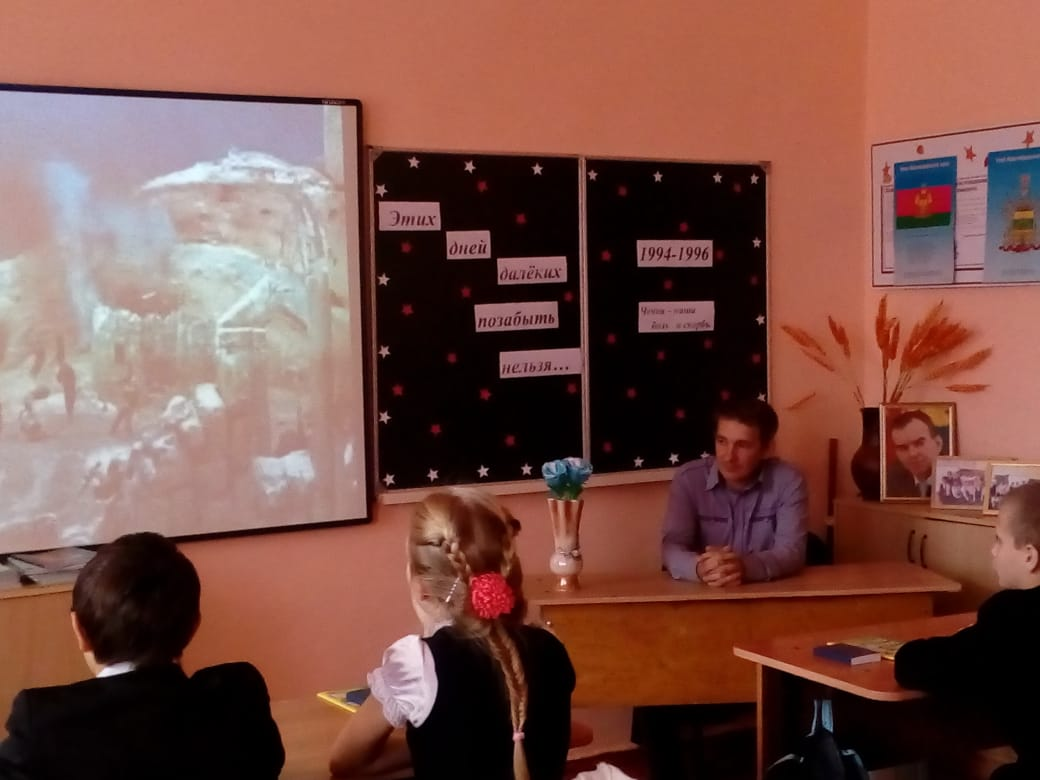 Этих
дней
далёких
позабыть
нельзя...
1994-1996
Чечня - наша
боль и скорбь.